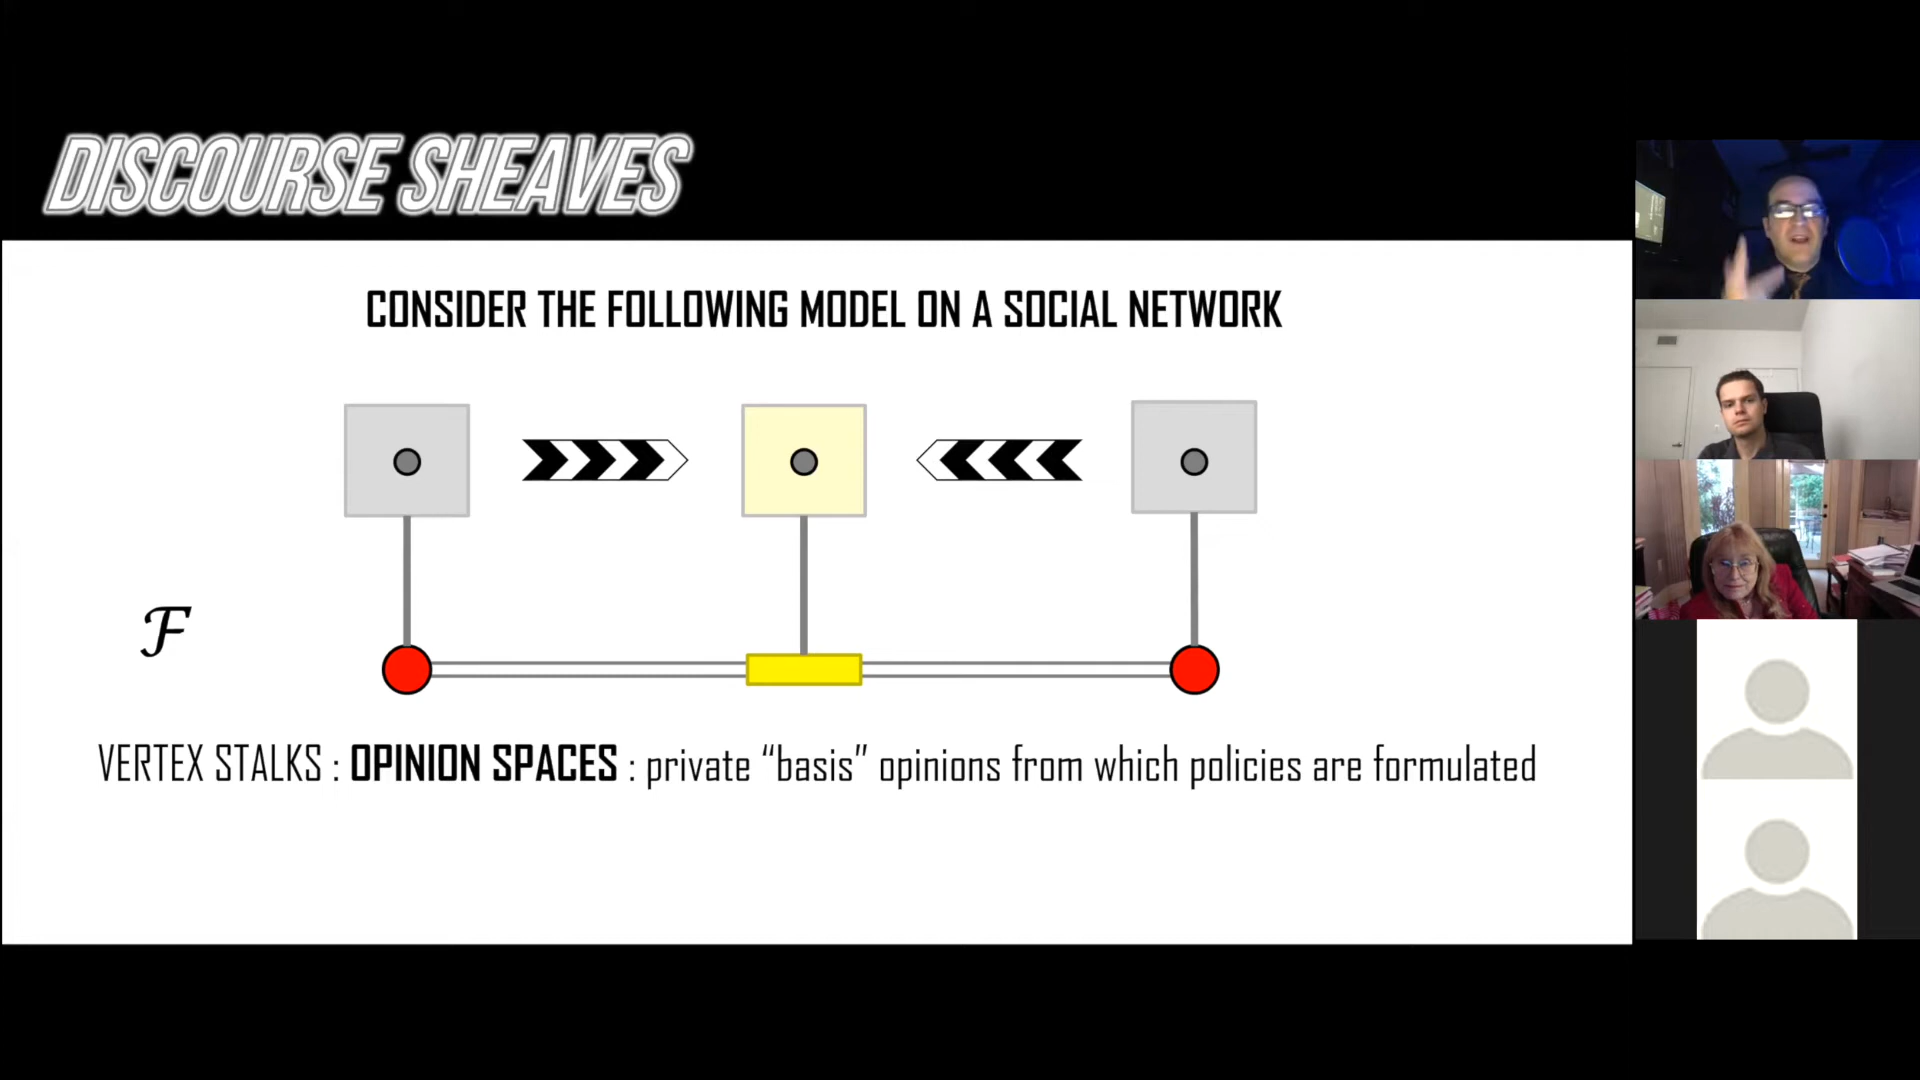 DISCOURSE SHEAVES
CONSIDER THE FOLLOWING MODEL ON A SOCIAL NETWORK
ℱ
VERTEX STALKS : OPINION SPACES : private “basis” opinions from which policies are formulated